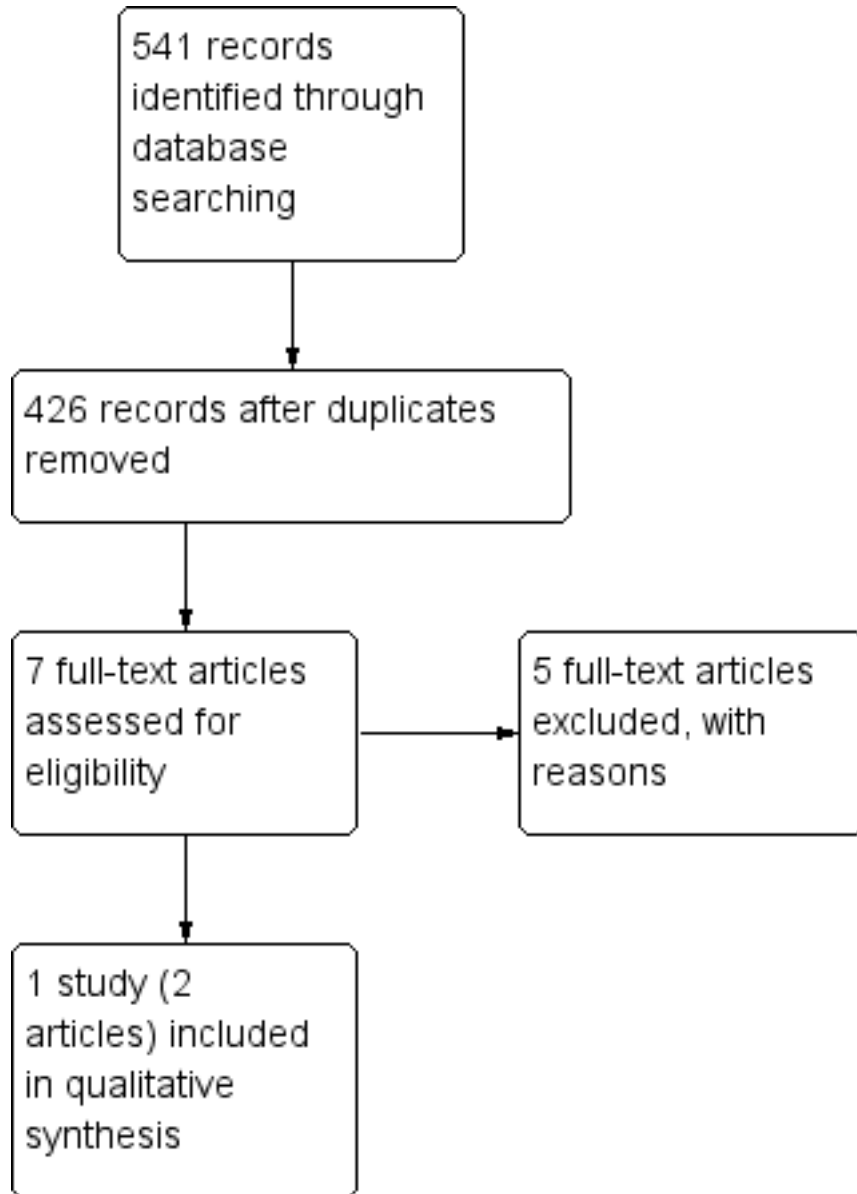 541 records
identified through
database
searching
426 records after duplicates
removed
7 full-text articles
assessed for
eligibility
5 full-text articles
excluded, with
reasons
1 study (2
articles) included
in qualitative
synthesis